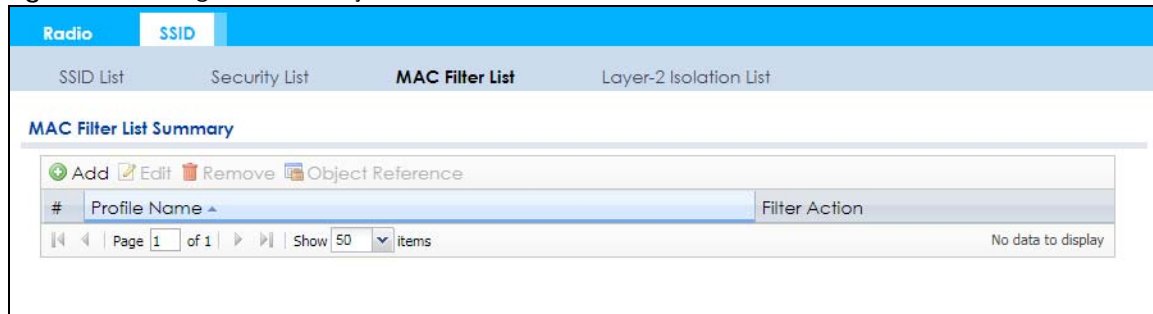 Radio SSID
SSID List Security List MAC Filter List Layer-2 Isolation List
MAC Filter List Summary
Add Edit Remove Object Reference
# Profile Name Filter Action
Page 1 of 1 Show 50 items No data to display